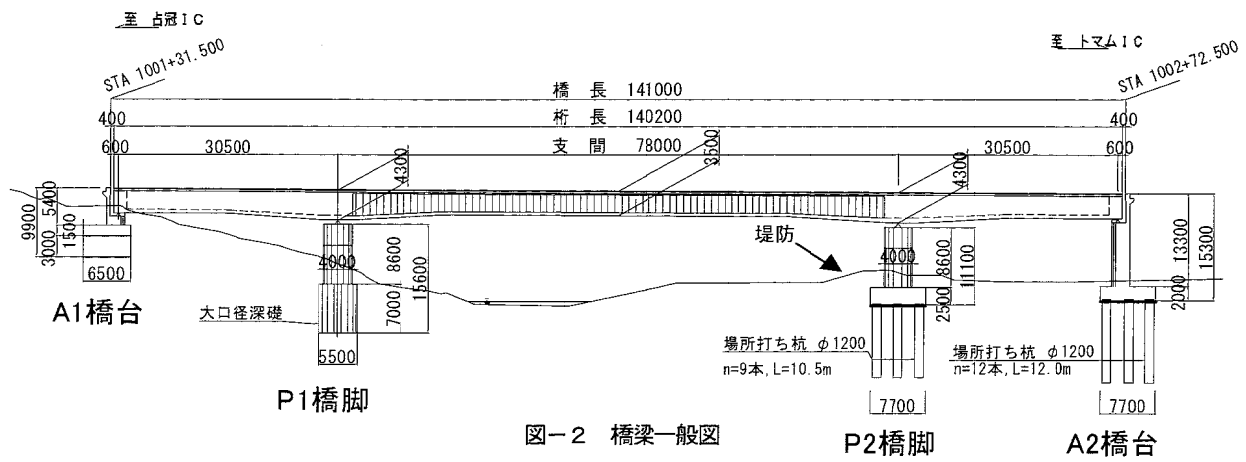 至 占冠IC
至 トマムIC
STA 1001+31.500
STA 1002+72.500
橋 長 141000
400
桁 長 140200
400
600
30500
支 間 78000
30500
600
4300
3500
4300
9900
5400
1500
3000
6500
A1橋台
4000
8600
7000
15600
大口径深礎
5500
P1橋脚
堤防
4000
8600
2500
11100
場所打ち杭 φ1200
n=9本, L=10.5m
7700
P2橋脚
13300
2000
15300
場所打ち杭 φ1200
n=12本, L=12.0m
7700
A2橋台
図-2 橋梁一般図